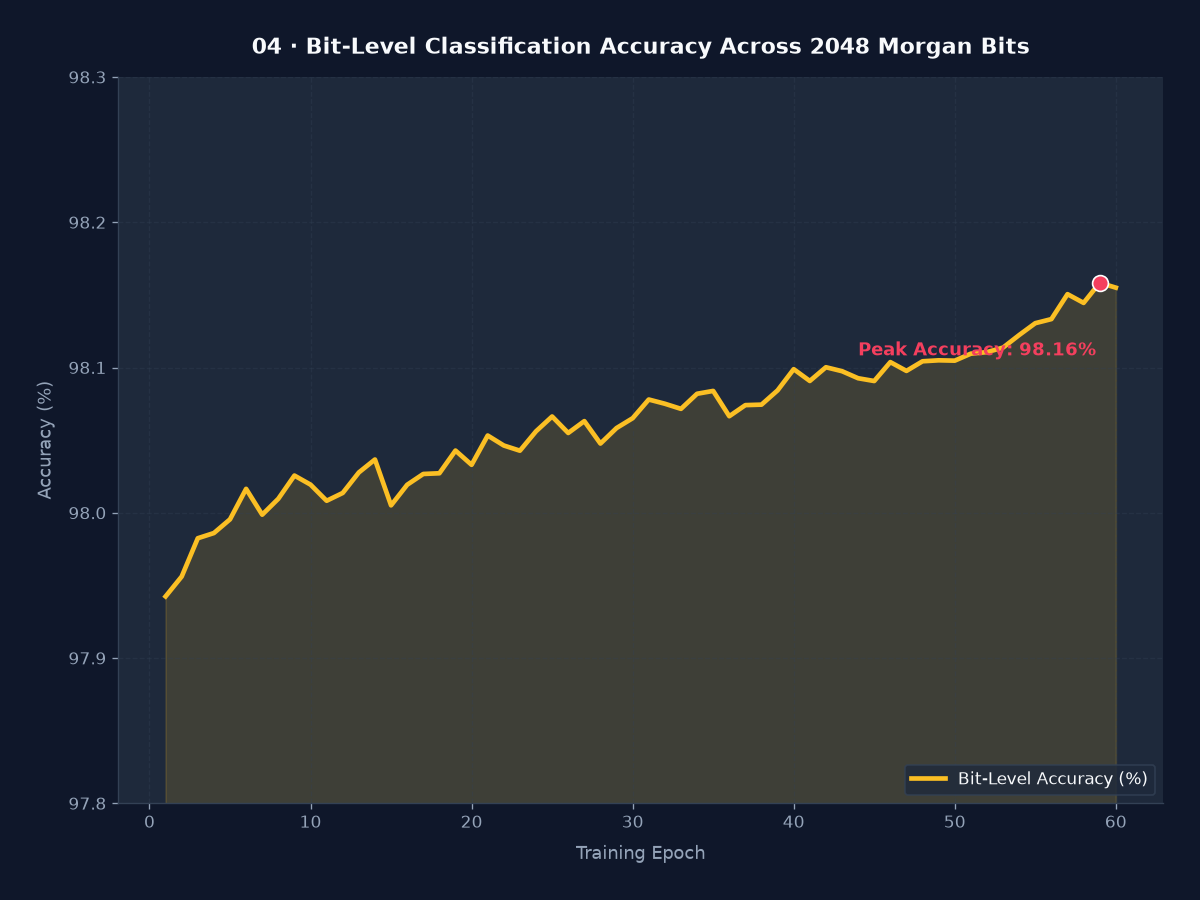 04 · Bit-Level Classification Accuracy Across 2048 Morgan Bits
98.3
98.2
98.1
98.0
97.9
97.8
Accuracy (%)
Peak Accuracy: 98.16%
Bit-Level Accuracy (%)
0 10 20 30 40 50 60
Training Epoch